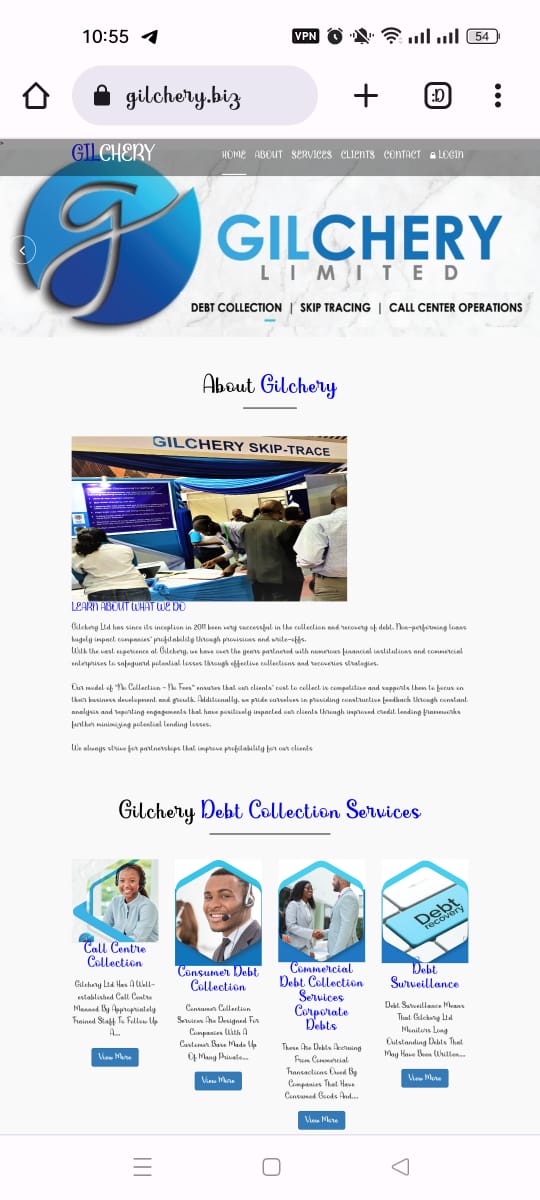 10:55
VPN
54
gilchery.biz
:D
GILCHERY
HOME ABOUT SERVICES CLIENTS CONTACT LOGIN
g
GILCHERY
LIMITED
DEBT COLLECTION | SKIP TRACING | CALL CENTER OPERATIONS
About Gilchery
GILCHERY SKIP-TRACE
LEARN ABOUT WHAT WE DO
Gilchery Ltd has since its inception in 2011 been very successful in the collection and recovery of debt. Non-performing loans
hugely impact companies' profitability through provisions and write-offs.
With the vast experience at Gilchery, we have over the years partnered with numerous financial institutions and commercial
enterprises to safeguard potential losses through effective collections and recoveries strategies.
Our model of "No Collection - No Fees" ensures that our clients' cost to collect is competitive and supports them to focus on
their business development and growth. Additionally, we pride ourselves in providing constructive feedback through constant
analysis and reporting engagements that have positively impacted our clients through improved credit lending frameworks
further minimizing potential lending losses.
We always strive for partnerships that improve profitability for our clients
Gilchery Debt Collection Services
Call Centre
Collection
Gilchery Ltd Has A Well-
established Call Centre
Manned By Appropriately
Trained Staff To Follow Up
A...
View More
Consumer Debt
Collection
Consumer Collection
Services Are Designed For
Companies With A
Customer Base Made Up
Of Many Private...
View More
Commercial
Debt Collection
Services
Corporate
Debts
These Are Debts Accruing
From Commercial
Transactions Owed By
Companies That Have
Consumed Goods And...
View More
Debt
recovery
Debt
Surveillance
Debt Surveillance Means
That Gilchery Ltd
Monitors Long
Outstanding Debts That
May Have Been Written...
View More